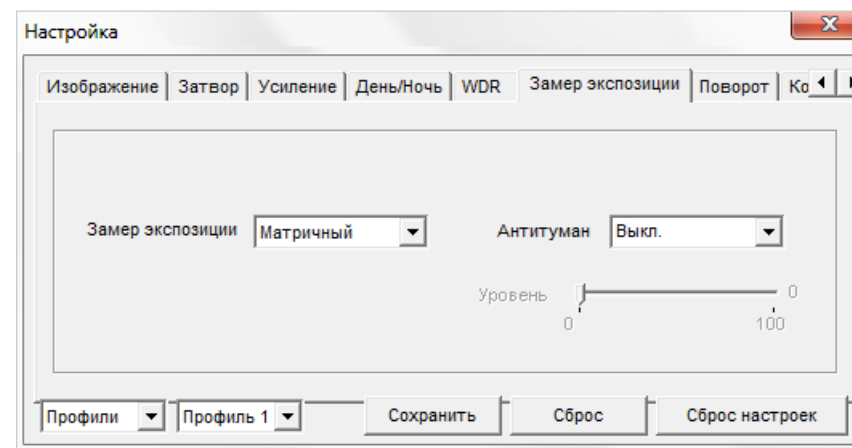 Настройка
Изображение Затвор Усиление День/Ночь WDR Замер экспозиции Поворот Ко
Замер экспозиции Матричный Антитуман Выкл.
Уровень 0
0 100
Профили Профиль 1 Сохранить Сброс Сброс настроек